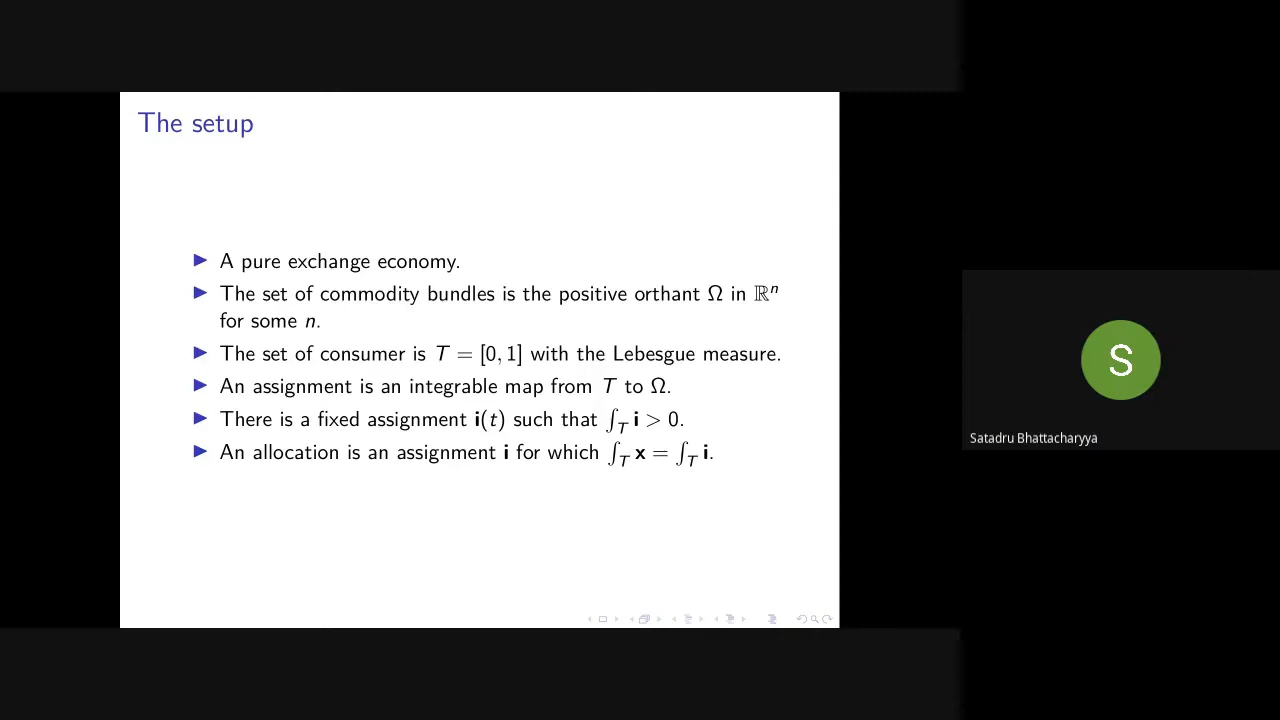 The setup
▶ A pure exchange economy.
▶ The set of commodity bundles is the positive orthant Ω in ℝⁿ
for some n.
▶ The set of consumer is T = [0, 1] with the Lebesgue measure.
▶ An assignment is an integrable map from T to Ω.
▶ There is a fixed assignment i(t) such that ∫_T i > 0.
▶ An allocation is an assignment i for which ∫_T x = ∫_T i.
S
Satadru Bhattacharyya